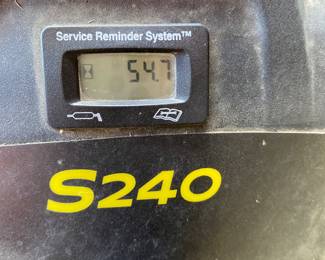 Service Reminder System™
54.7
S240